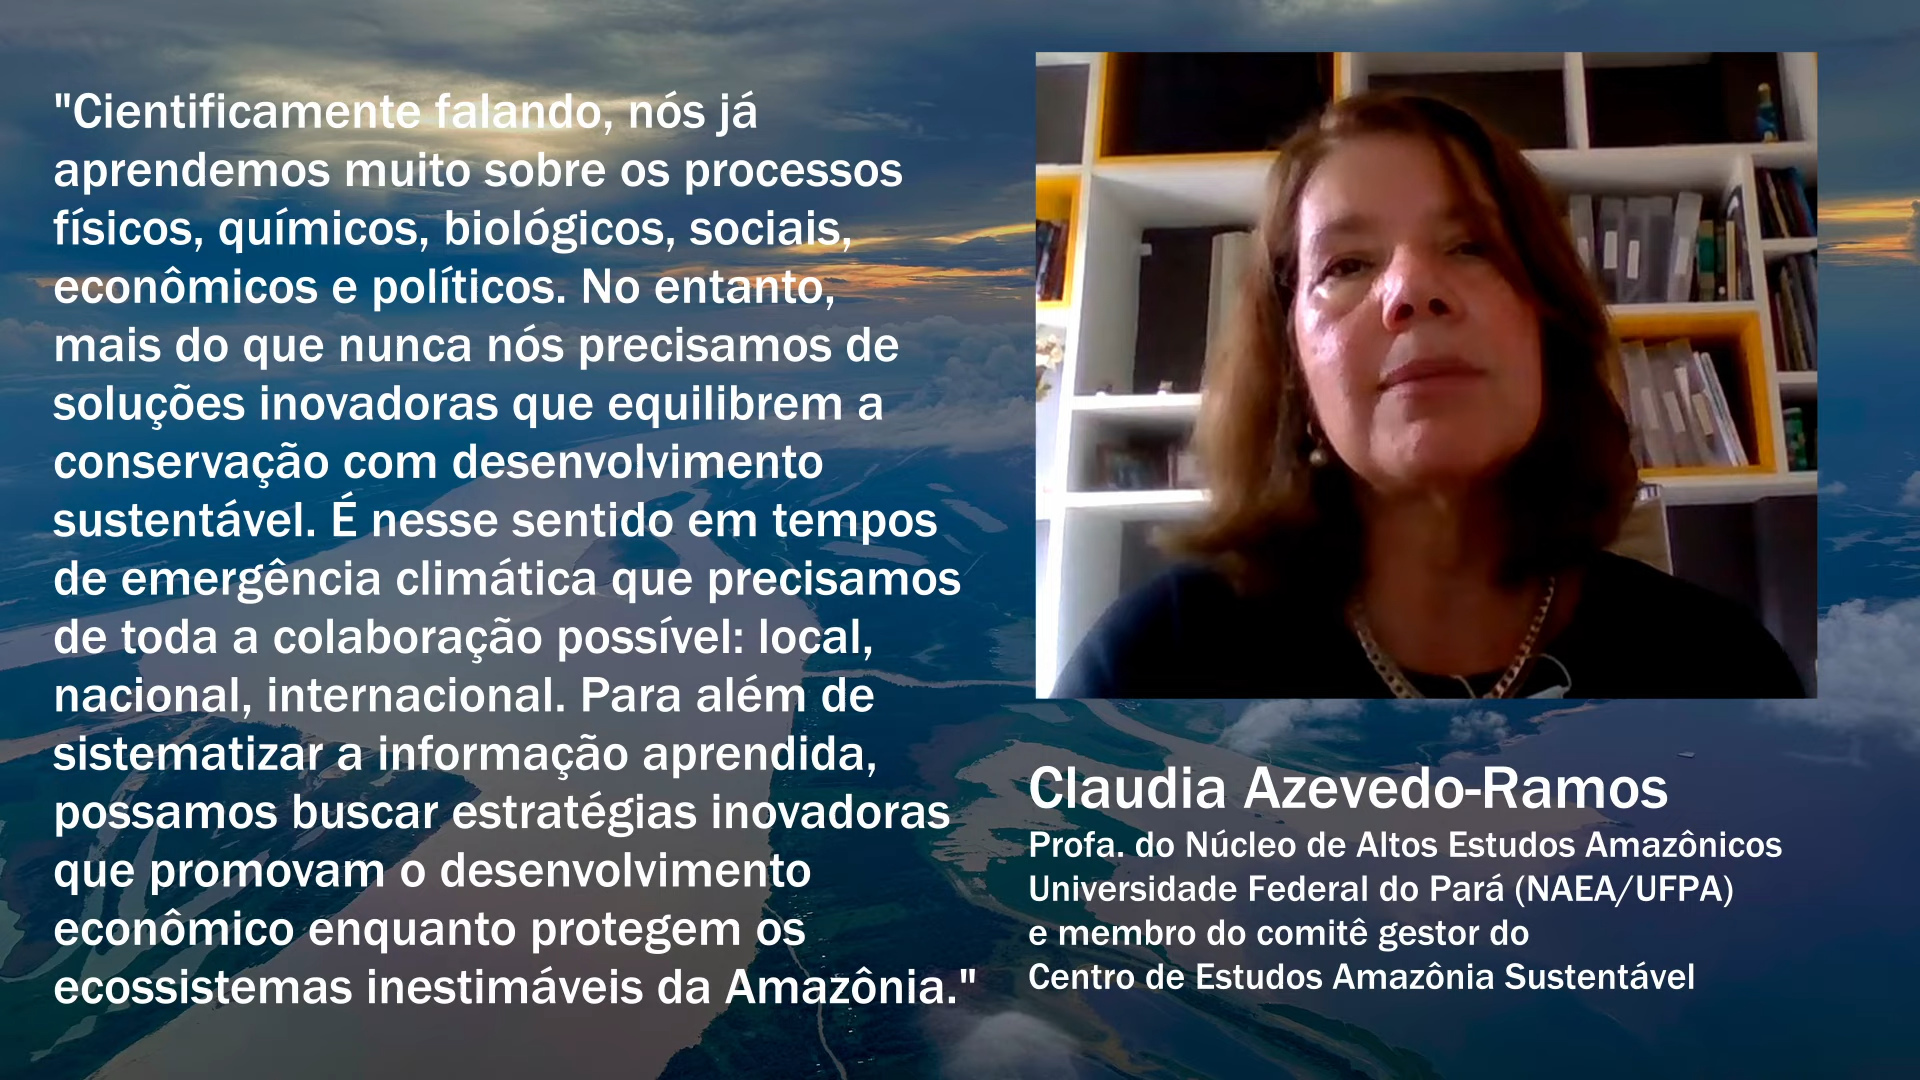 "Cientificamente falando, nós já
aprendemos muito sobre os processos
físicos, químicos, biológicos, sociais,
econômicos e políticos. No entanto,
mais do que nunca nós precisamos de
soluções inovadoras que equilibrem a
conservação com desenvolvimento
sustentável. É nesse sentido em tempos
de emergência climática que precisamos
de toda a colaboração possível: local,
nacional, internacional. Para além de
sistematizar a informação aprendida,
possamos buscar estratégias inovadoras
que promovam o desenvolvimento
econômico enquanto protegem os
ecossistemas inestimáveis da Amazônia."
Claudia Azevedo-Ramos
Profa. do Núcleo de Altos Estudos Amazônicos
Universidade Federal do Pará (NAEA/UFPA)
e membro do comitê gestor do
Centro de Estudos Amazônia Sustentável